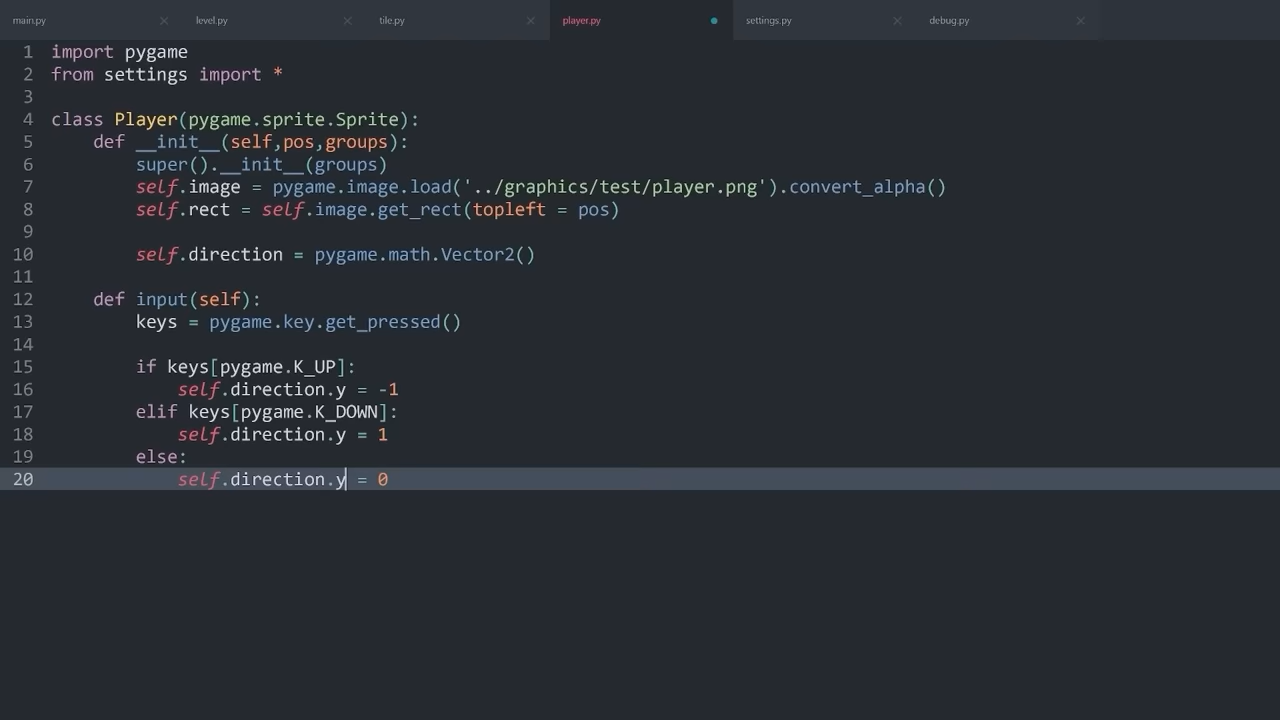 main.py level.py tile.py player.py settings.py debug.py
1 import pygame
2 from settings import *
3
4 class Player(pygame.sprite.Sprite):
5     def __init__(self,pos,groups):
6         super().__init__(groups)
7         self.image = pygame.image.load('../graphics/test/player.png').convert_alpha()
8         self.rect = self.image.get_rect(topleft = pos)
9
10         self.direction = pygame.math.Vector2()
11
12     def input(self):
13         keys = pygame.key.get_pressed()
14
15         if keys[pygame.K_UP]:
16             self.direction.y = -1
17         elif keys[pygame.K_DOWN]:
18             self.direction.y = 1
19         else:
20             self.direction.y = 0